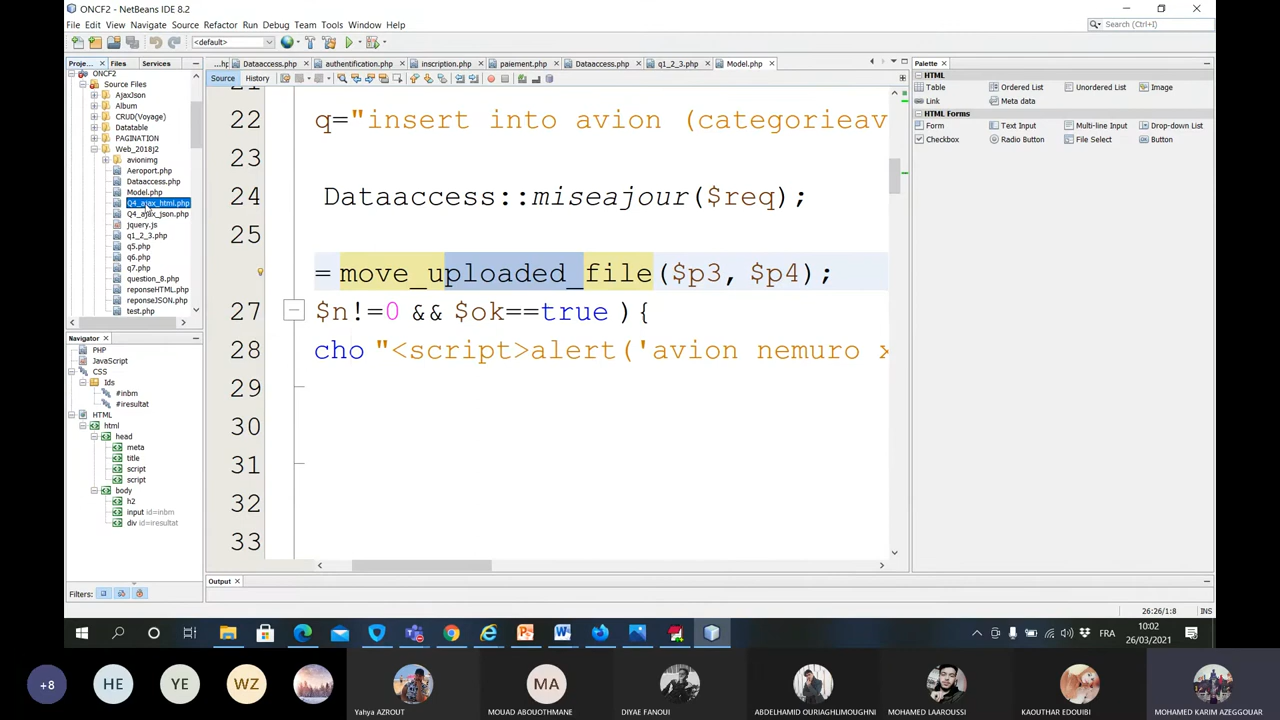 ONCF2 - NetBeans IDE 8.2
File Edit View Navigate Source Refactor Run Debug Team Tools Window Help
Search (Ctrl+I)
<default>
Proje... Files Services
ONCF2
Source Files
AjaxJson
Album
CRUD(Voyage)
Datatable
PAGINATION
Web_2018j2
avionimg
Aeroport.php
Dataaccess.php
Model.php
Q4_ajax_html.php
Q4_ajax_json.php
jquery.js
q1_2_3.php
q5.php
q6.php
q7.php
question_8.php
reponseHTML.php
reponseJSON.php
test.php
Navigator
PHP
JavaScript
CSS
Ids
#inbm
#iresultat
HTML
html
head
meta
title
script
script
body
h2
input id=inbm
div id=iresultat
Filters:
...hp Dataaccess.php authentification.php inscription.php paiement.php Dataaccess.php q1_2_3.php Model.php
Source History
22 q="insert into avion (categorieav
23
24 Dataaccess::miseajour($req);
25
= move_uploaded_file($p3, $p4);
27 $n!=0 && $ok==true ){
28 cho "<script>alert('avion nemuro x
29
30
31
32
33
Output
Palette
HTML
Table Ordered List Unordered List Image
Link Meta data
HTML Forms
Form Text Input Multi-line Input Drop-down List
Checkbox Radio Button File Select Button
26:26/1:8 INS
FRA
10:02
26/03/2021
+8 HE YE WZ MA
Yahya AZROUT MOUAD ABOUOTHMANE DIYAE FANOUI ABDELHAMID OURIAGHLIMOUGHNI MOHAMED LAAROUSSI KAOUTHAR EDOUIBI MOHAMED KARIM AZEGGOUAR